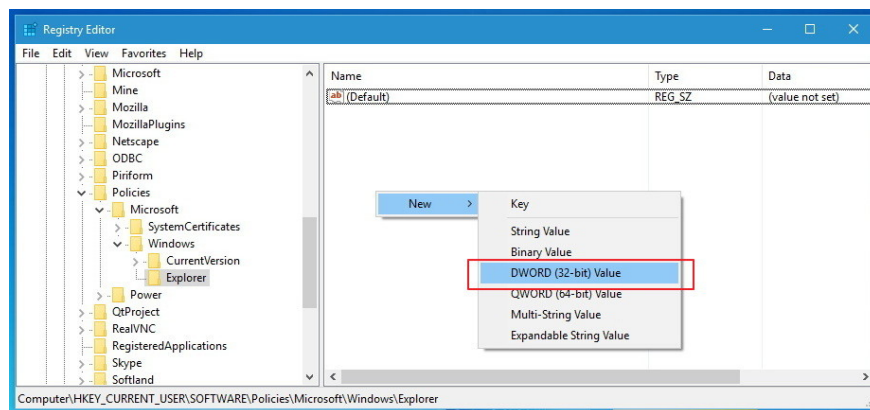 Registry Editor
File Edit View Favorites Help
Microsoft
Mine
Mozilla
MozillaPlugins
Netscape
ODBC
Piriform
Policies
Microsoft
SystemCertificates
Windows
CurrentVersion
Explorer
Power
QtProject
RealVNC
RegisteredApplications
Skype
Softland
Name Type Data
ab (Default) REG_SZ (value not set)
New
Key
String Value
Binary Value
DWORD (32-bit) Value
QWORD (64-bit) Value
Multi-String Value
Expandable String Value
Computer\HKEY_CURRENT_USER\SOFTWARE\Policies\Microsoft\Windows\Explorer